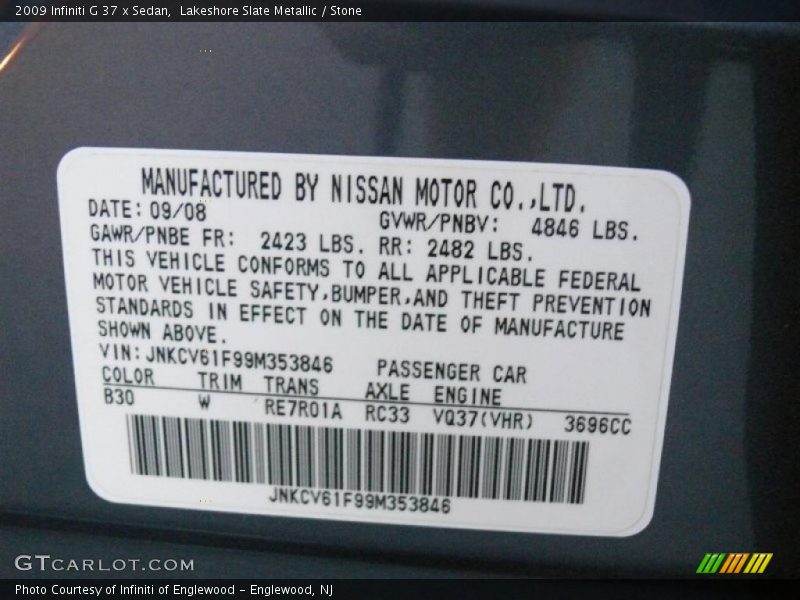 2009 Infiniti G 37 x Sedan,  Lakeshore Slate Metallic / Stone
MANUFACTURED BY NISSAN MOTOR CO.,LTD.
DATE: 09/08 GVWR/PNBV: 4846 LBS.
GAWR/PNBE FR: 2423 LBS. RR: 2482 LBS.
THIS VEHICLE CONFORMS TO ALL APPLICABLE FEDERAL
MOTOR VEHICLE SAFETY,BUMPER,AND THEFT PREVENTION
STANDARDS IN EFFECT ON THE DATE OF MANUFACTURE
SHOWN ABOVE.
VIN: JNKCV61F99M353846 PASSENGER CAR
COLOR TRIM TRANS AXLE ENGINE
B30 W RE7R01A RC33 VQ37(VHR) 3696CC
JNKCV61F99M353846
GTCARLOT.COM
Photo Courtesy of Infiniti of Englewood - Englewood, NJ